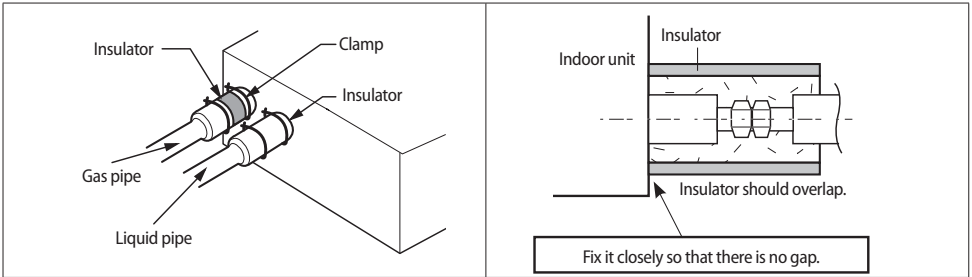 Insulator
Clamp
Insulator
Gas pipe
Liquid pipe
Insulator
Indoor unit
Insulator should overlap.
Fix it closely so that there is no gap.